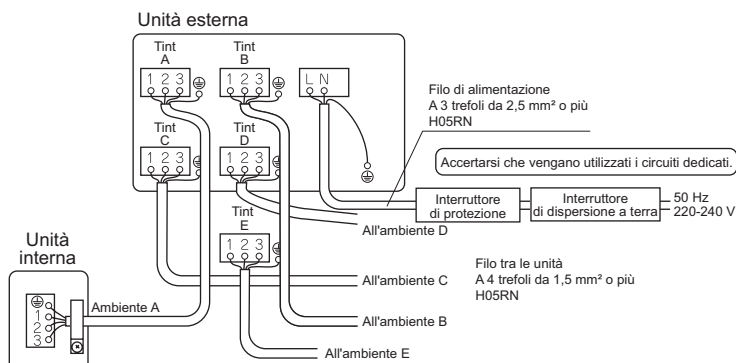 Unità esterna
Tint
A
1 2 3
Tint
B
1 2 3
L N
Tint
C
1 2 3
Tint
D
1 2 3
Tint
E
1 2 3
Filo di alimentazione
A 3 trefoli da 2,5 mm² o più
H05RN
Accertarsi che vengano utilizzati i circuiti dedicati.
Interruttore
di protezione
Interruttore
di dispersione a terra
50 Hz
220-240 V
All'ambiente D
Filo tra le unità
A 4 trefoli da 1,5 mm² o più
H05RN
All'ambiente C
Unità
interna
1
2
3
Ambiente A
All'ambiente B
All'ambiente E